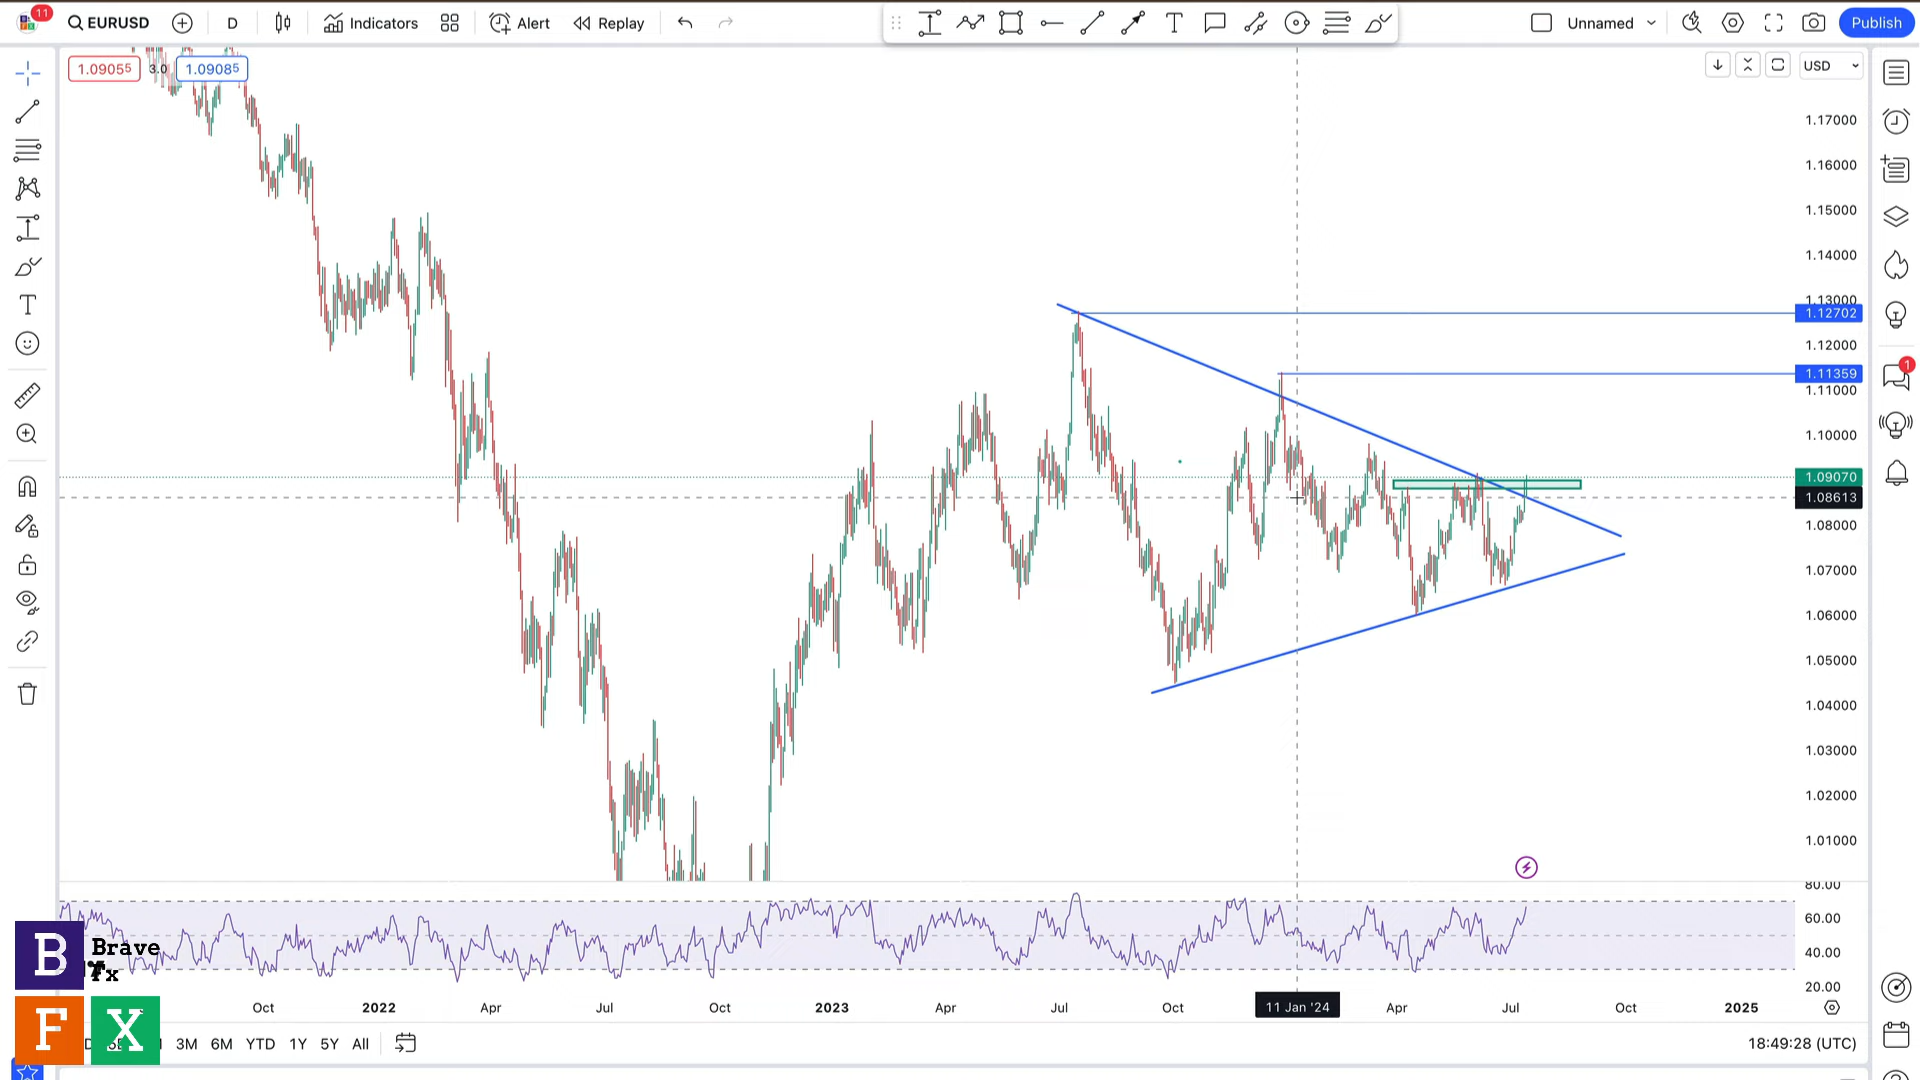 11
EURUSD
D
Indicators
Alert
Replay
Unnamed
Publish
1.09055
3.0
1.09085
USD
1.17000
1.16000
1.15000
1.14000
1.13000
1.12702
1.12000
1.11359
1.11000
1.10000
1.09070
1.08613
1.08000
1.07000
1.06000
1.05000
1.04000
1.03000
1.02000
1.01000
80.00
60.00
40.00
20.00
1
B
Brave
Fx
F
X
Oct
2022
Apr
Jul
Oct
2023
Apr
Jul
Oct
11 Jan '24
Apr
Jul
Oct
2025
3M
6M
YTD
1Y
5Y
All
18:49:28 (UTC)